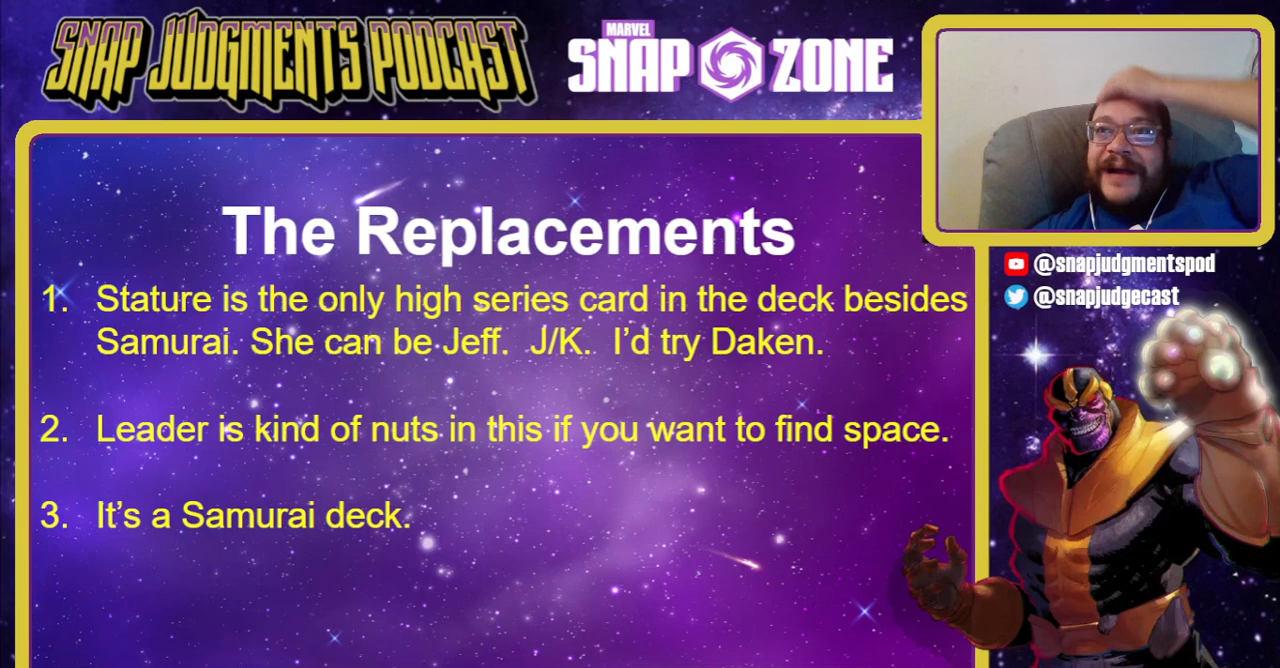 SNAP JUDGMENTS PODCAST
MARVEL
SNAP ZONE
The Replacements
1. Stature is the only high series card in the deck besides
Samurai. She can be Jeff. J/K. I'd try Daken.
2. Leader is kind of nuts in this if you want to find space.
3. It's a Samurai deck.
@snapjudgmentspod
@snapjudgecast